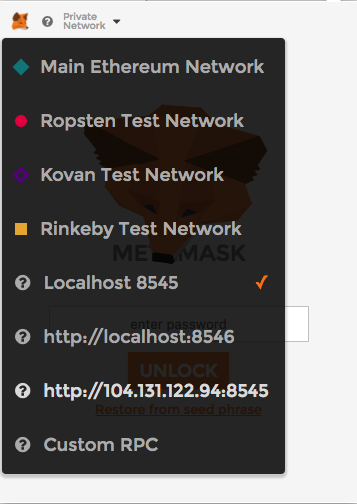 Private
Network
Main Ethereum Network
Ropsten Test Network
Kovan Test Network
Rinkeby Test Network
METAMASK
Localhost 8545
enter password
http://localhost:8546
UNLOCK
http://104.131.122.94:8545
Restore from seed phrase
Custom RPC